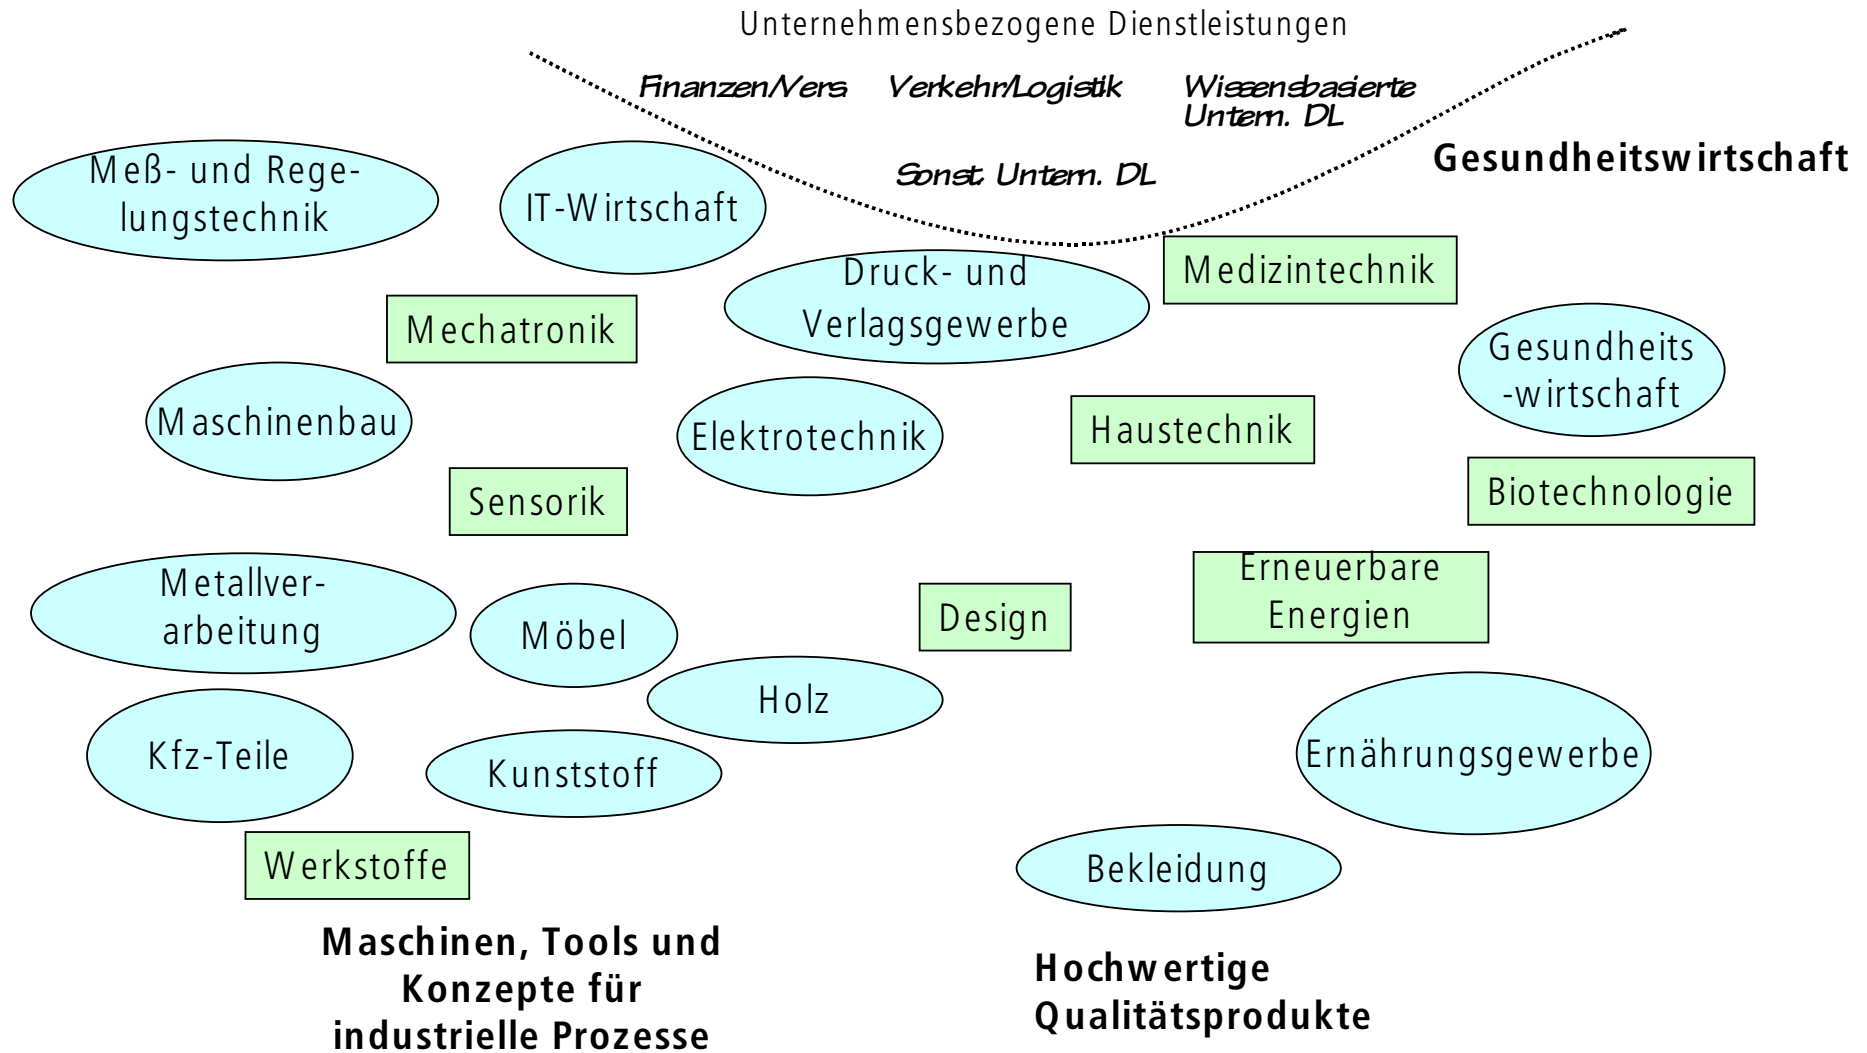 Unternehmensbezogene Dienstleistungen
Finanzen/Vers
Verkehr/Logistik
Wissensbasierte
Untern. DL
Sonst. Untern. DL
Gesundheitswirtschaft
Meß- und Rege-
lungstechnik
IT-Wirtschaft
Druck- und
Verlagsgewerbe
Medizintechnik
Mechatronik
Gesundheits
-wirtschaft
Maschinenbau
Elektrotechnik
Haustechnik
Sensorik
Biotechnologie
Metallver-
arbeitung
Möbel
Design
Erneuerbare
Energien
Holz
Kfz-Teile
Kunststoff
Ernährungsgewerbe
Werkstoffe
Bekleidung
Maschinen, Tools und
Konzepte für
industrielle Prozesse
Hochwertige
Qualitätsprodukte